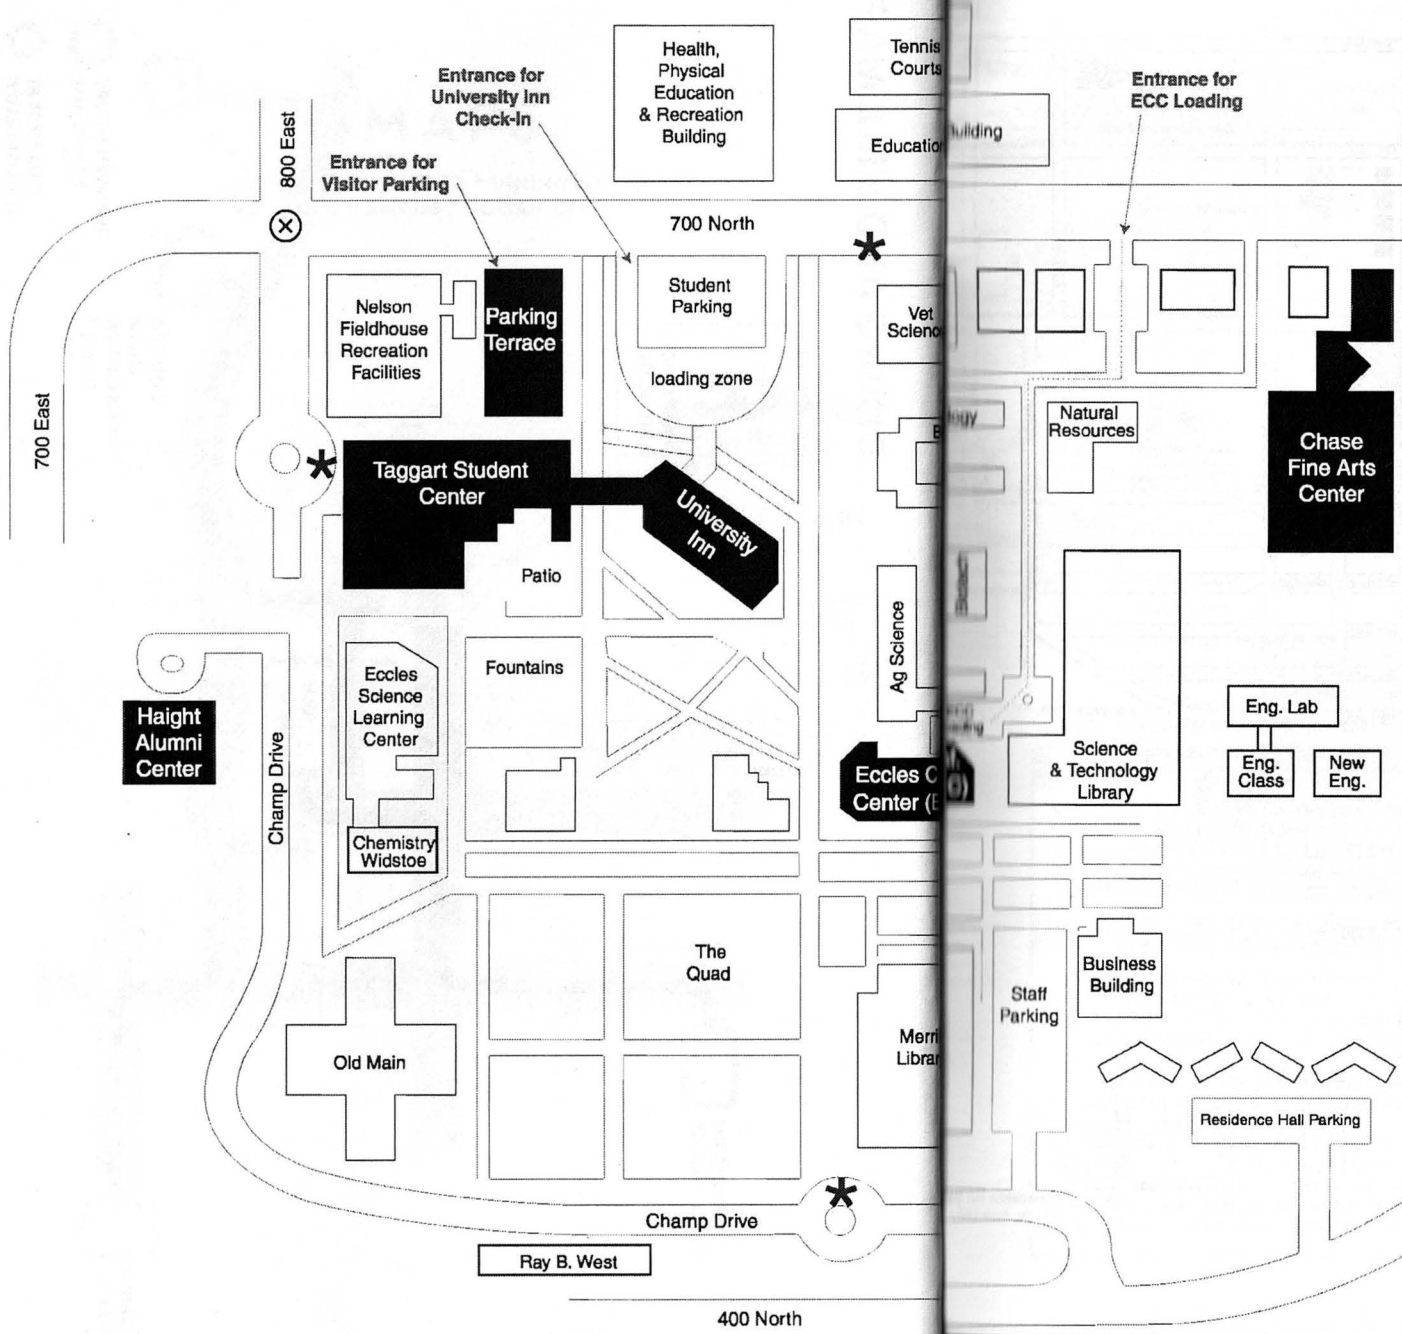 Health,
Physical
Education
& Recreation
Building
Tennis
Courts
Education Building
Entrance for
University Inn
Check-In
Entrance for
ECC Loading
800 East
Entrance for
Visitor Parking
700 North
Student
Parking
Nelson
Fieldhouse
Recreation
Facilities
Parking
Terrace
Vet
loading zone
700 East
Natural
Resources
Chase
Fine Arts
Center
Taggart Student
Center
University
Inn
Patio
Ag Science
Fountains
Eccles
Science
Learning
Center
Haight
Alumni
Center
Champ Drive
Eng. Lab
Eng.
Class
New
Eng.
Science
& Technology
Library
Eccles
Center
Chemistry
Widstoe
The
Quad
Business
Building
Staff
Parking
Old Main
Residence Hall Parking
Champ Drive
Ray B. West
400 North